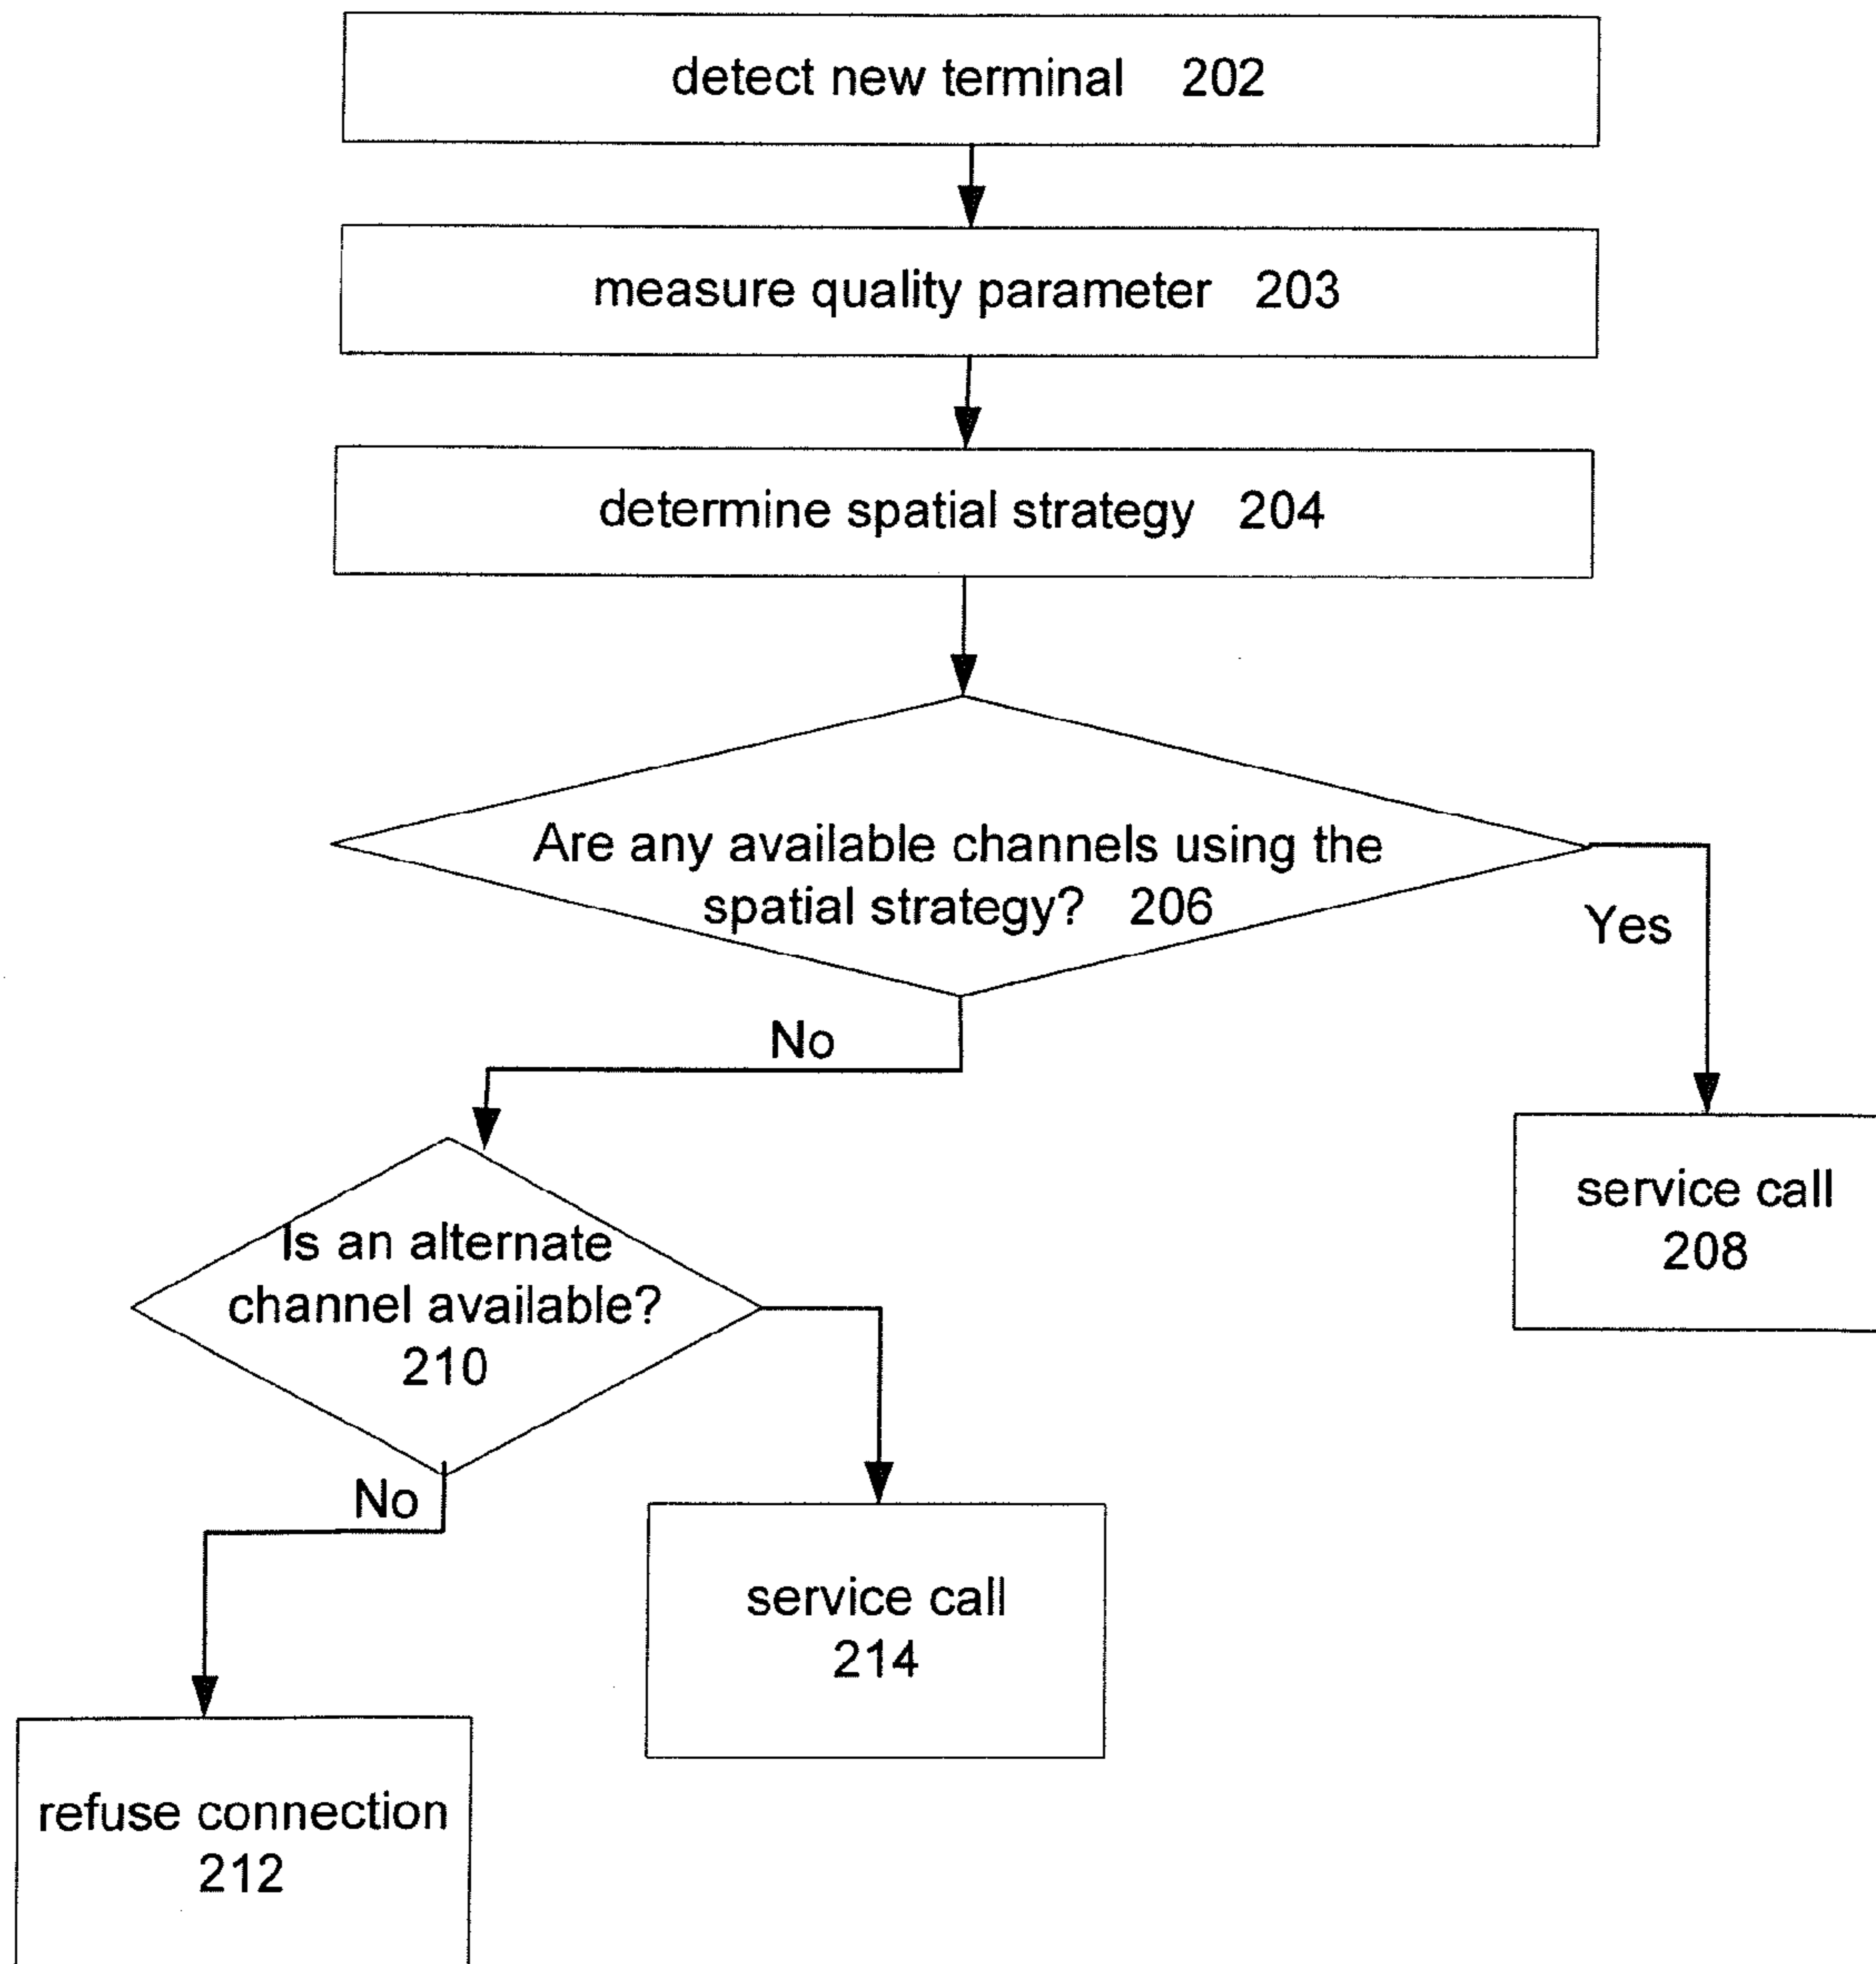 detect new terminal 202
measure quality parameter 203
determine spatial strategy 204
Are any available channels using the
spatial strategy? 206
Yes
No
service call
208
Is an alternate
channel available?
210
No
service call
214
refuse connection
212